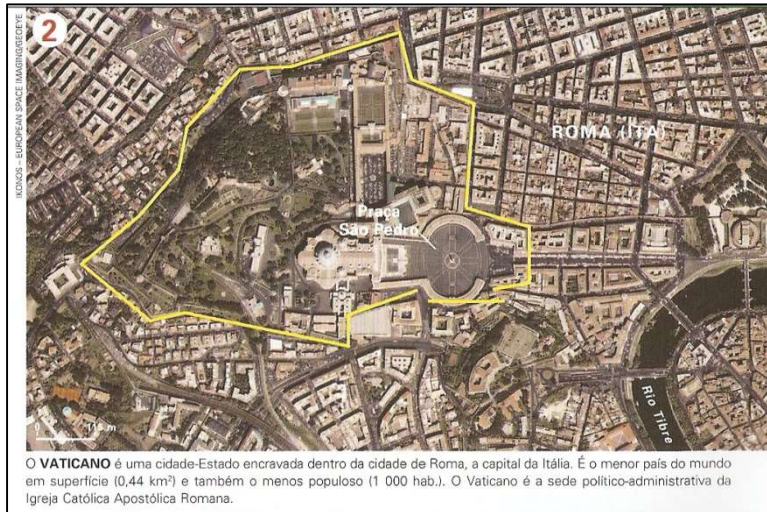 2
IKONOS – EUROPEAN SPACE IMAGING/GEOEYE
ROMA (ITA)
Praça
São Pedro
Rio Tibre
0 115 m
O VATICANO é uma cidade-Estado encravada dentro da cidade de Roma, a capital da Itália. É o menor país do mundo
em superfície (0,44 km²) e também o menos populoso (1 000 hab.). O Vaticano é a sede político-administrativa da
Igreja Católica Apostólica Romana.